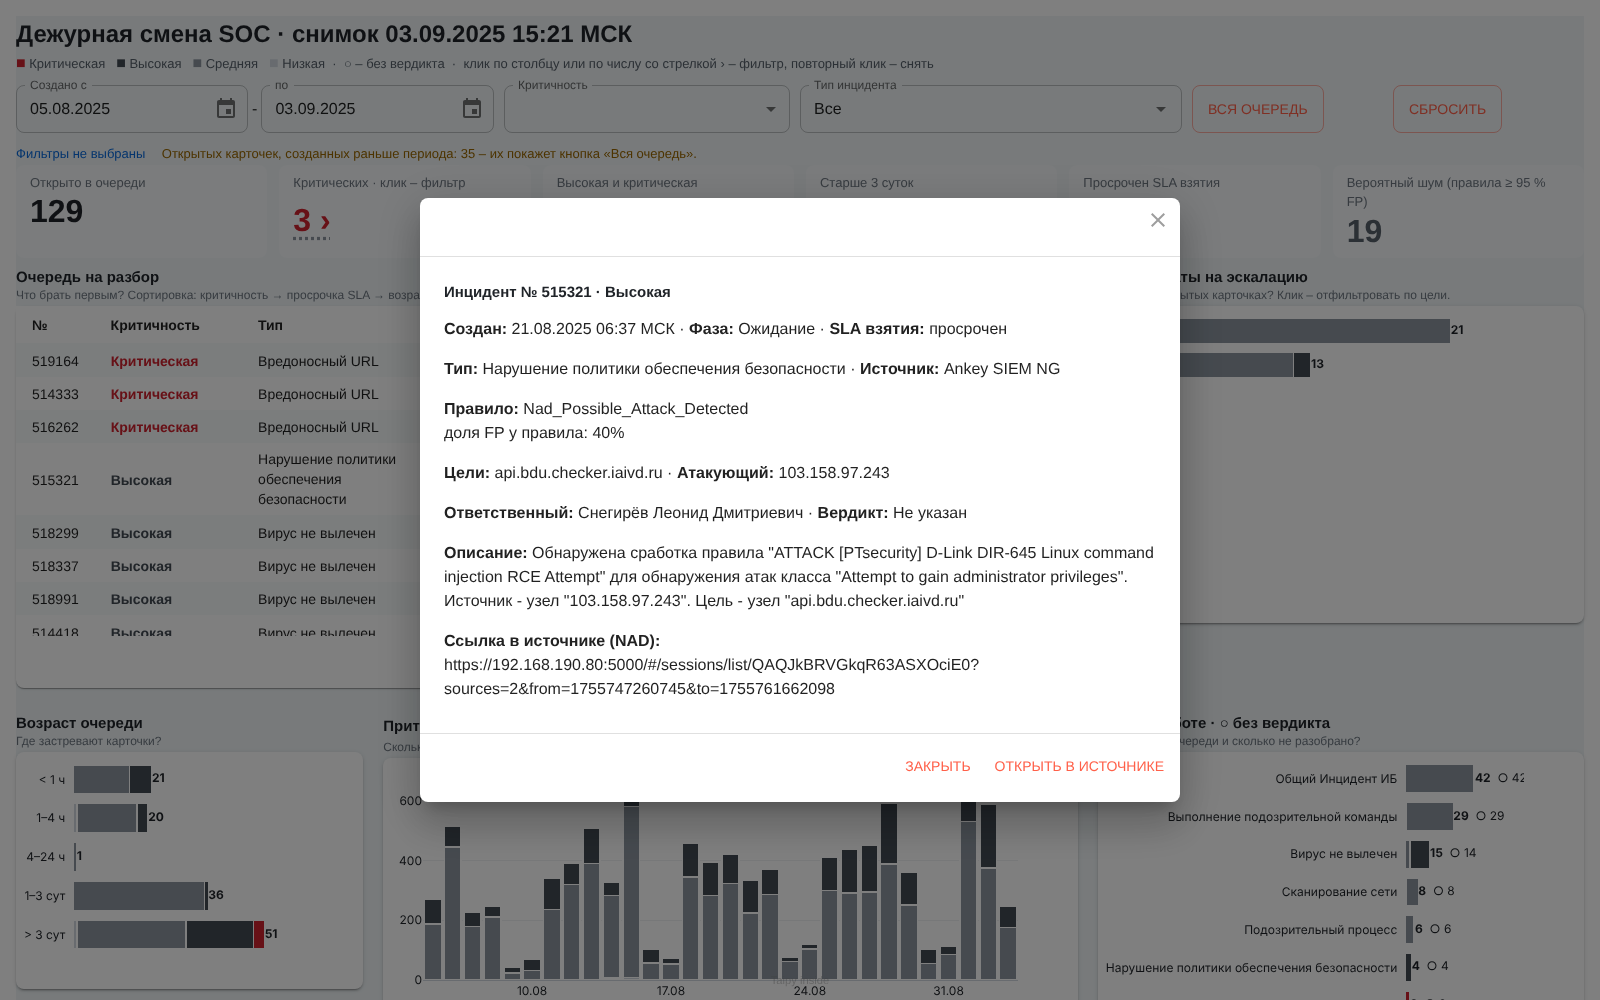 Дежурная смена SOC · снимок 03.09.2025 15:21 МСК
Критическая Высокая Средняя Низкая · ○ – без вердикта · клик по столбцу или по числу со стрелкой › – фильтр, повторный клик – снять
Создано с по Критичность Тип инцидента
05.08.2025 - 03.09.2025 Все ВСЯ ОЧЕРЕДЬ СБРОСИТЬ
Фильтры не выбраны Открытых карточек, созданных раньше периода: 35 – их покажет кнопка «Вся очередь».
Открыто в очереди Критических · клик – фильтр Высокая и критическая Старше 3 суток Просрочен SLA взятия Вероятный шум (правила ≥ 95 %
FP)
129 3 › 19
Инцидент № 515321 · Высокая
Создан: 21.08.2025 06:37 МСК · Фаза: Ожидание · SLA взятия: просрочен
Тип: Нарушение политики обеспечения безопасности · Источник: Ankey SIEM NG
Правило: Nad_Possible_Attack_Detected
доля FP у правила: 40%
Цели: api.bdu.checker.iaivd.ru · Атакующий: 103.158.97.243
Ответственный: Снегирёв Леонид Дмитриевич · Вердикт: Не указан
Описание: Обнаружена сработка правила "ATTACK [PTsecurity] D-Link DIR-645 Linux command
injection RCE Attempt" для обнаружения атак класса "Attempt to gain administrator privileges".
Источник - узел "103.158.97.243". Цель - узел "api.bdu.checker.iaivd.ru"
Ссылка в источнике (NAD):
https://192.168.190.80:5000/#/sessions/list/QAQJkBRVGkqR63ASXOciE0?
sources=2&from=1755747260745&to=1755761662098
ЗАКРЫТЬ ОТКРЫТЬ В ИСТОЧНИКЕ
Очередь на разбор
Что брать первым? Сортировка: критичность → просрочка SLA → возра
№ Критичность Тип
519164 Критическая Вредоносный URL
514333 Критическая Вредоносный URL
516262 Критическая Вредоносный URL
515321 Высокая Нарушение политики
обеспечения
безопасности
518299 Высокая Вирус не вылечен
518337 Высокая Вирус не вылечен
518991 Высокая Вирус не вылечен
514418 Высокая Вирус не вылечен
ты на эскалацию
ытых карточках? Клик – отфильтровать по цели.
21
13
Возраст очереди
Где застревают карточки?
< 1 ч 21
1–4 ч 20
4–24 ч 1
1–3 сут 36
> 3 сут 51
Прит
Сколь
600
400
200
0
10.08 17.08 24.08 31.08
оте · ○ без вердикта
череди и сколько не разобрано?
Общий Инцидент ИБ 42 ○ 42
Выполнение подозрительной команды 29 ○ 29
Вирус не вылечен 15 ○ 14
Сканирование сети 8 ○ 8
Подозрительный процесс 6 ○ 6
Нарушение политики обеспечения безопасности 4 ○ 4